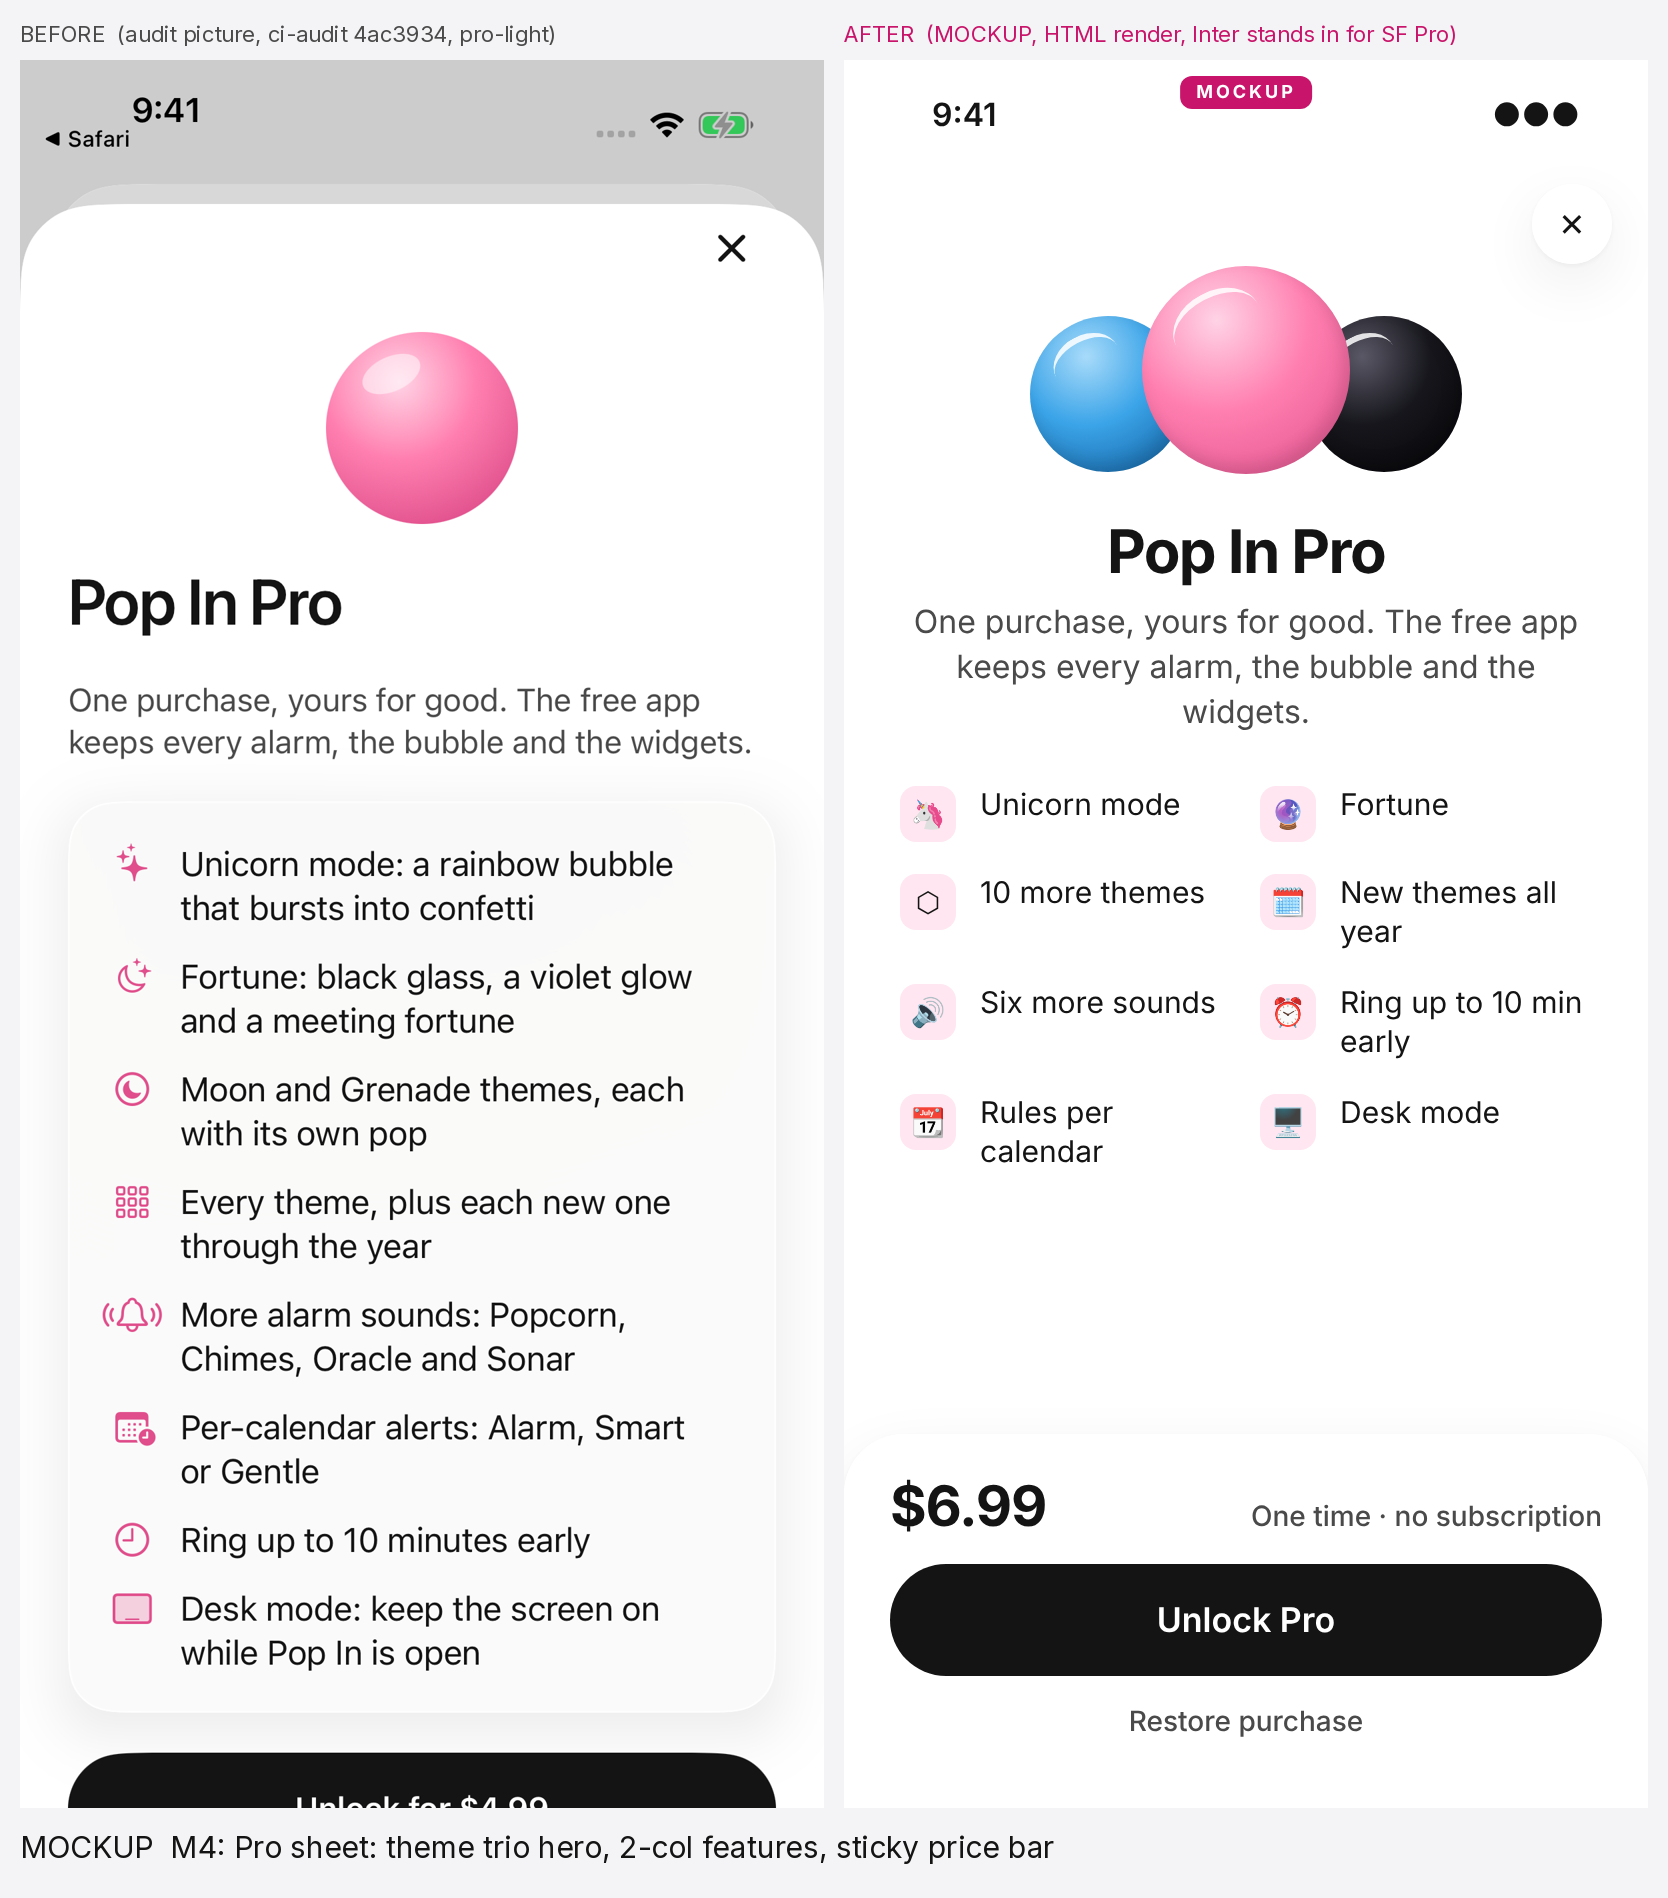 BEFORE (audit picture, ci-audit 4ac3934, pro-light)
9:41
Safari
Pop In Pro
One purchase, yours for good. The free app
keeps every alarm, the bubble and the widgets.
Unicorn mode: a rainbow bubble
that bursts into confetti
Fortune: black glass, a violet glow
and a meeting fortune
Moon and Grenade themes, each
with its own pop
Every theme, plus each new one
through the year
More alarm sounds: Popcorn,
Chimes, Oracle and Sonar
Per-calendar alerts: Alarm, Smart
or Gentle
Ring up to 10 minutes early
Desk mode: keep the screen on
while Pop In is open
Unlock for $4.99
AFTER (MOCKUP, HTML render, Inter stands in for SF Pro)
MOCKUP
9:41
Pop In Pro
One purchase, yours for good. The free app
keeps every alarm, the bubble and the
widgets.
Unicorn mode
Fortune
10 more themes
New themes all
year
Six more sounds
Ring up to 10 min
early
July
17
Rules per
calendar
Desk mode
$6.99
One time · no subscription
Unlock Pro
Restore purchase
MOCKUP M4: Pro sheet: theme trio hero, 2-col features, sticky price bar